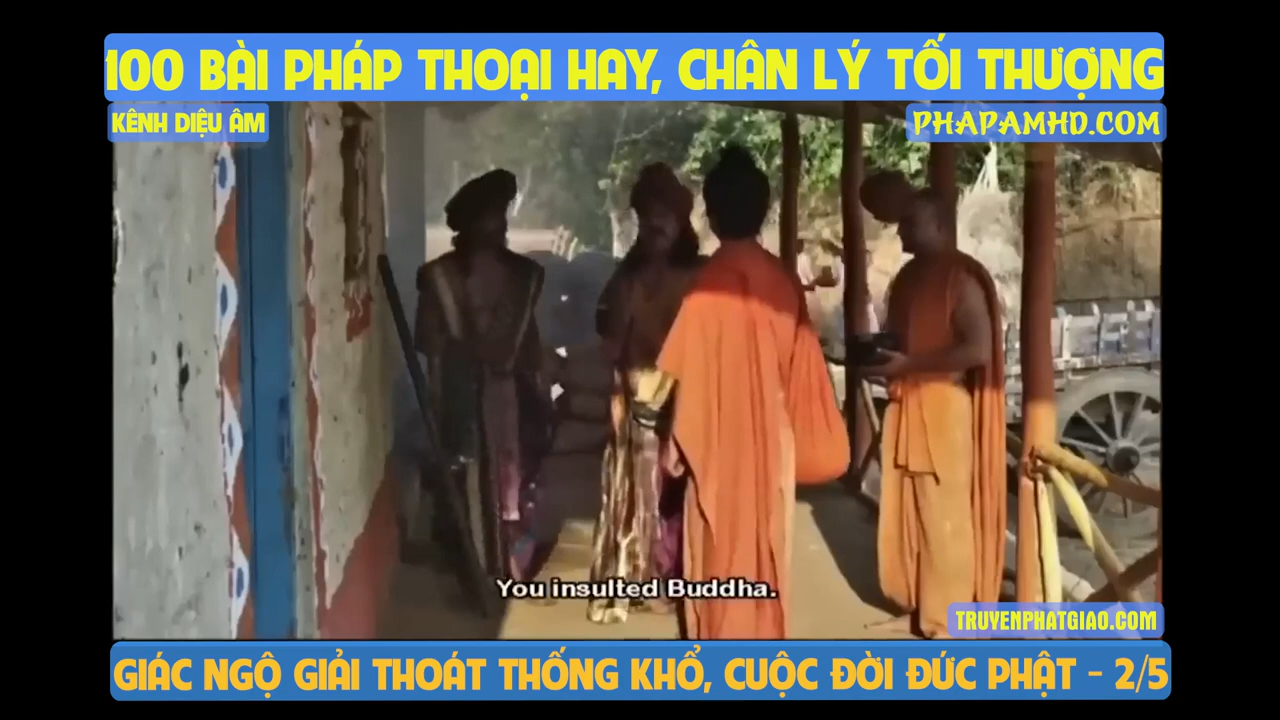 100 BÀI PHÁP THOẠI HAY, CHÂN LÝ TỐI THƯỢNG
KÊNH DIỆU ÂM
PHAPAMHD.COM
You insulted Buddha.
TRUYENPHATGIAO.COM
GIÁC NGỘ GIẢI THOÁT THỐNG KHỔ, CUỘC ĐỜI ĐỨC PHẬT - 2/5